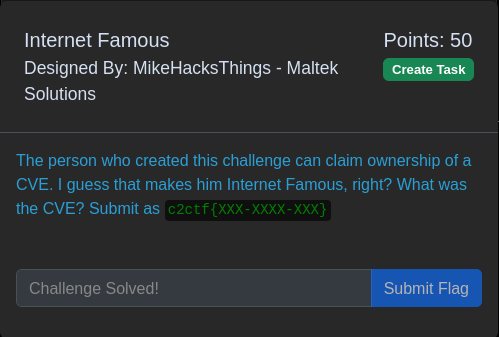 Internet Famous
Points: 50
Designed By: MikeHacksThings - Maltek
Solutions
Create Task
The person who created this challenge can claim ownership of a
CVE. I guess that makes him Internet Famous, right? What was
the CVE? Submit as c2ctf{XXX-XXXX-XXX}
Challenge Solved!
Submit Flag